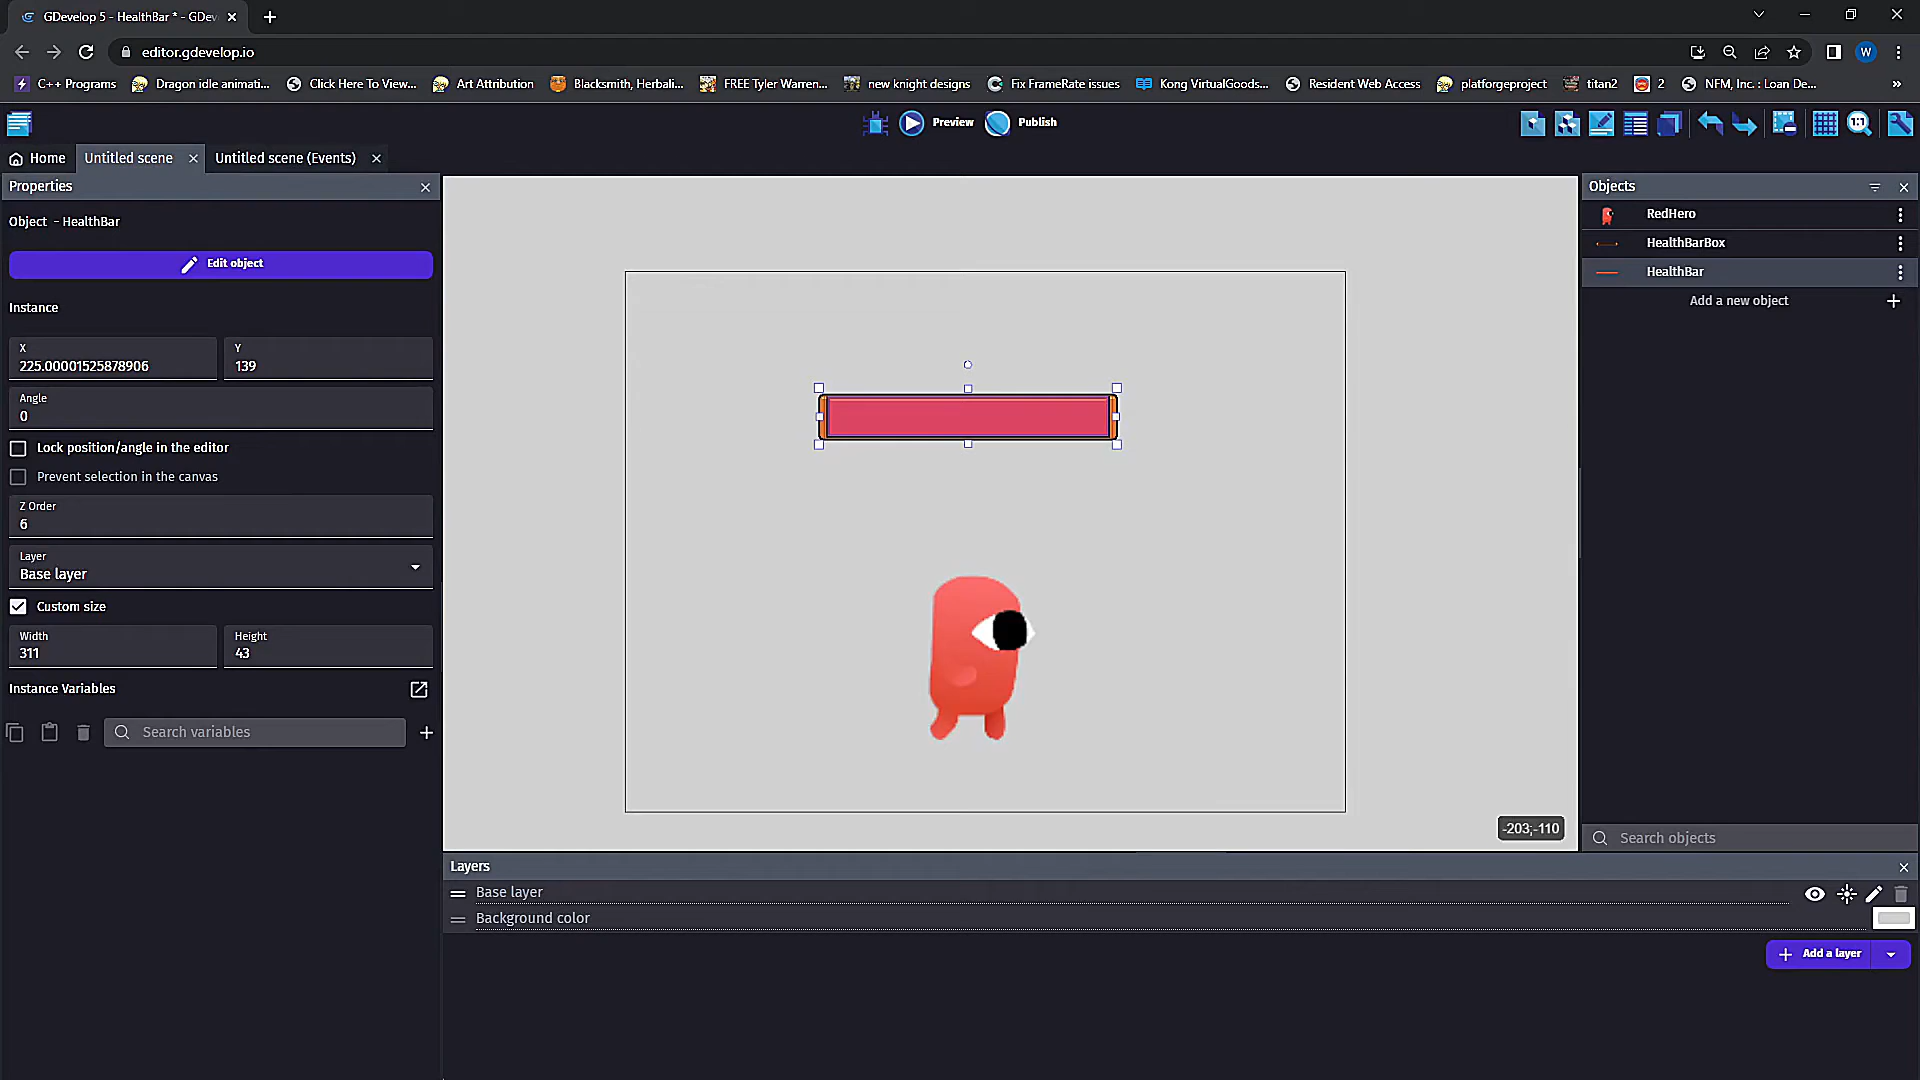 GDevelop 5 - HealthBar * - GDev
editor.gdevelop.io
W
C++ Programs
Dragon idle animati...
Click Here To View...
Art Attribution
Blacksmith, Herbali...
FREE Tyler Warren...
new knight designs
Fix FrameRate issues
Kong VirtualGoods...
Resident Web Access
platforgeproject
titan2
2
NFM, Inc. : Loan De...
»
Preview
Publish
1:1
Home
Untitled scene
Untitled scene (Events)
Properties
Object - HealthBar
Edit object
Instance
X
225.00001525878906
Y
139
Angle
0
Lock position/angle in the editor
Prevent selection in the canvas
Z Order
6
Layer
Base layer
Custom size
Width
311
Height
43
Instance Variables
Search variables
-203;-110
Objects
RedHero
HealthBarBox
HealthBar
Add a new object
Search objects
Layers
Base layer
Background color
Add a layer